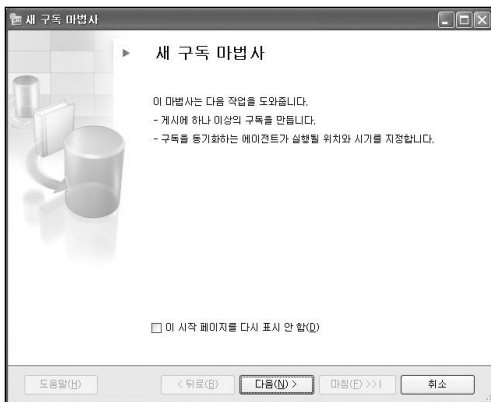 새 구독 마법사
새 구독 마법사
이 마법사는 다음 작업을 도와줍니다.
- 게시에 하나 이상의 구독을 만듭니다.
- 구독을 동기화하는 에이전트가 실행될 위치와 시기를 지정합니다.
이 시작 페이지를 다시 표시 안 함(D)
도움말(H)
< 뒤로(B)
다음(N) >
마침(F) >>|
취소